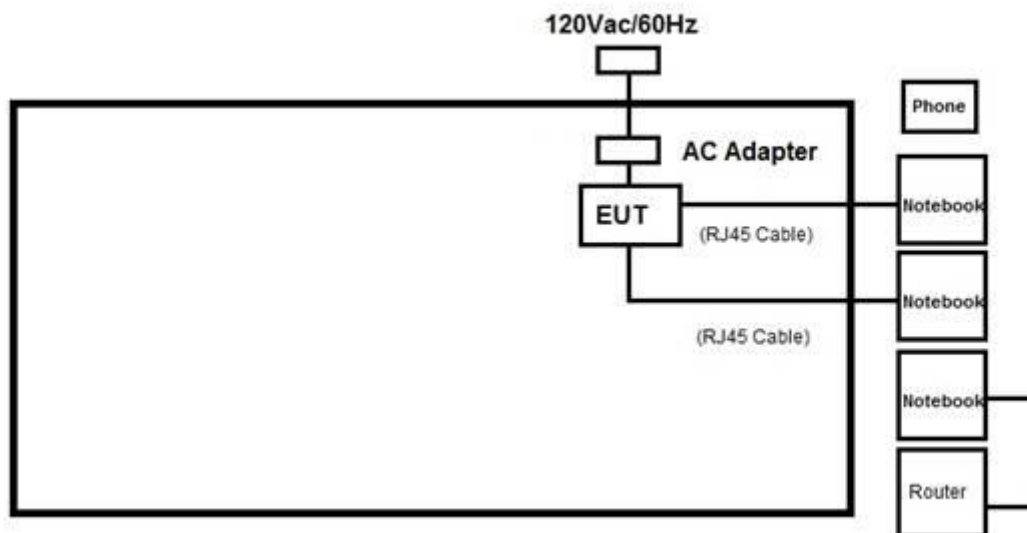 120Vac/60Hz
Phone
AC Adapter
EUT
Notebook
(RJ45 Cable)
Notebook
(RJ45 Cable)
Notebook
Router